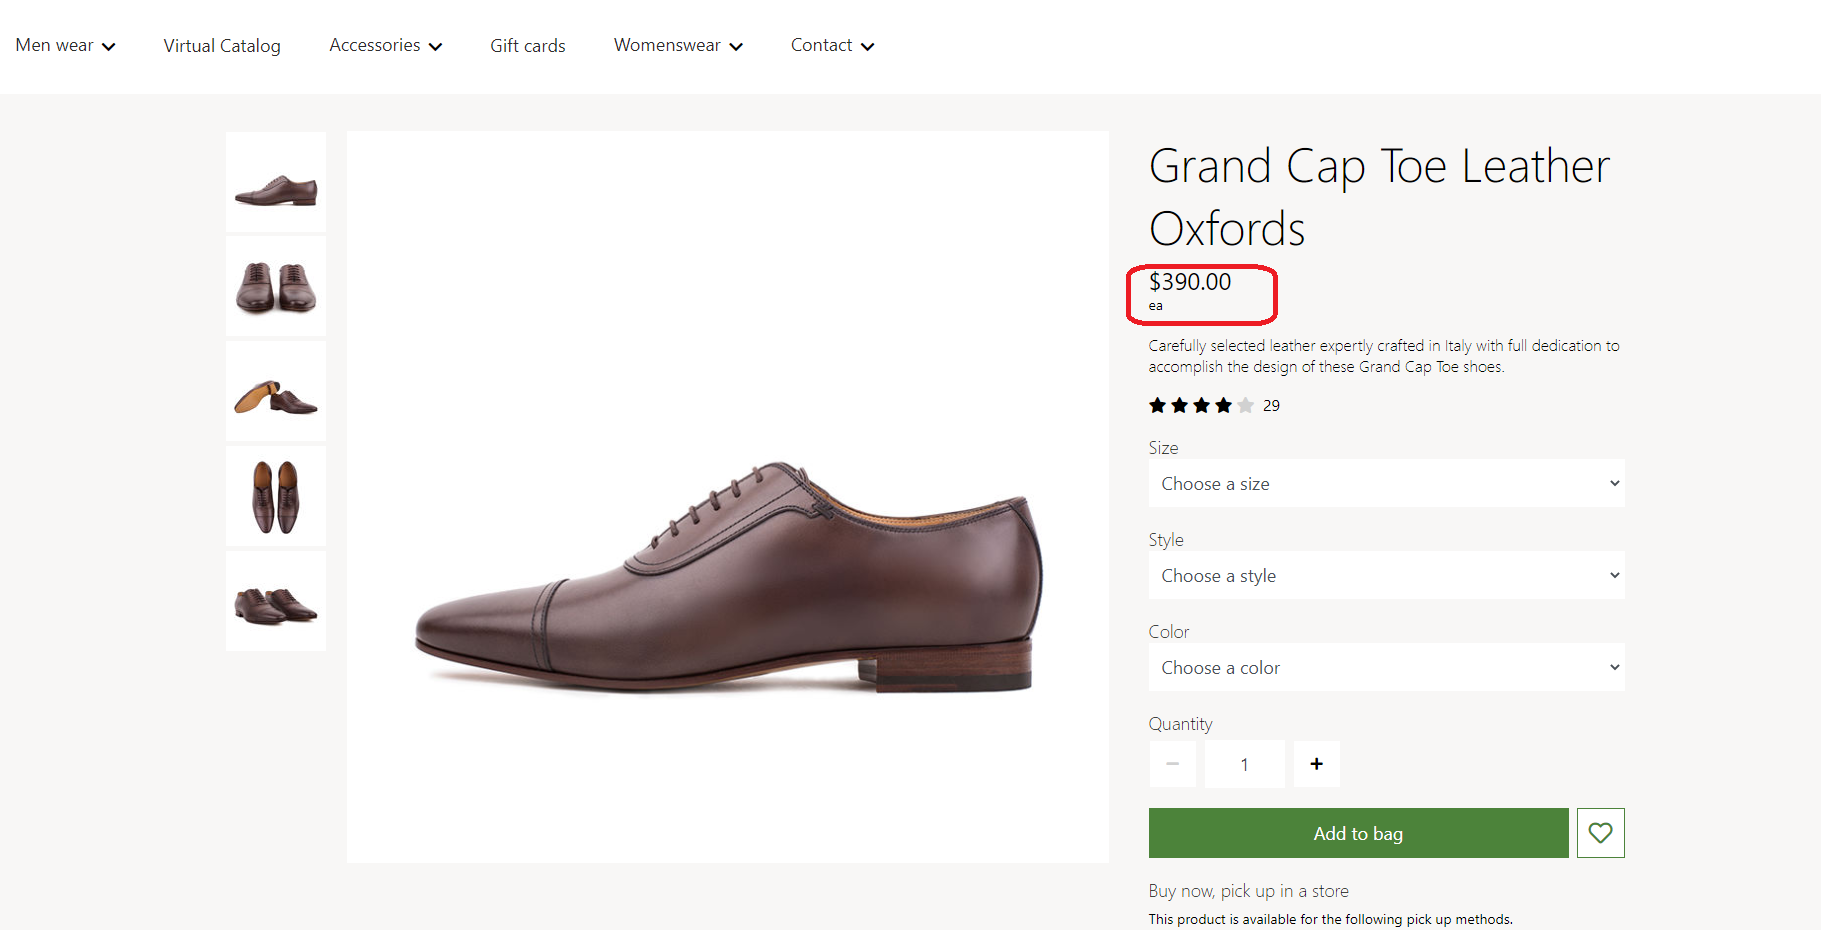 Men wear
Virtual Catalog
Accessories
Gift cards
Womenswear
Contact
Grand Cap Toe Leather
Oxfords
$390.00
ea
Carefully selected leather expertly crafted in Italy with full dedication to
accomplish the design of these Grand Cap Toe shoes.
29
Size
Choose a size
Style
Choose a style
Color
Choose a color
Quantity
− 1 +
Add to bag
Buy now, pick up in a store
This product is available for the following pick up methods.